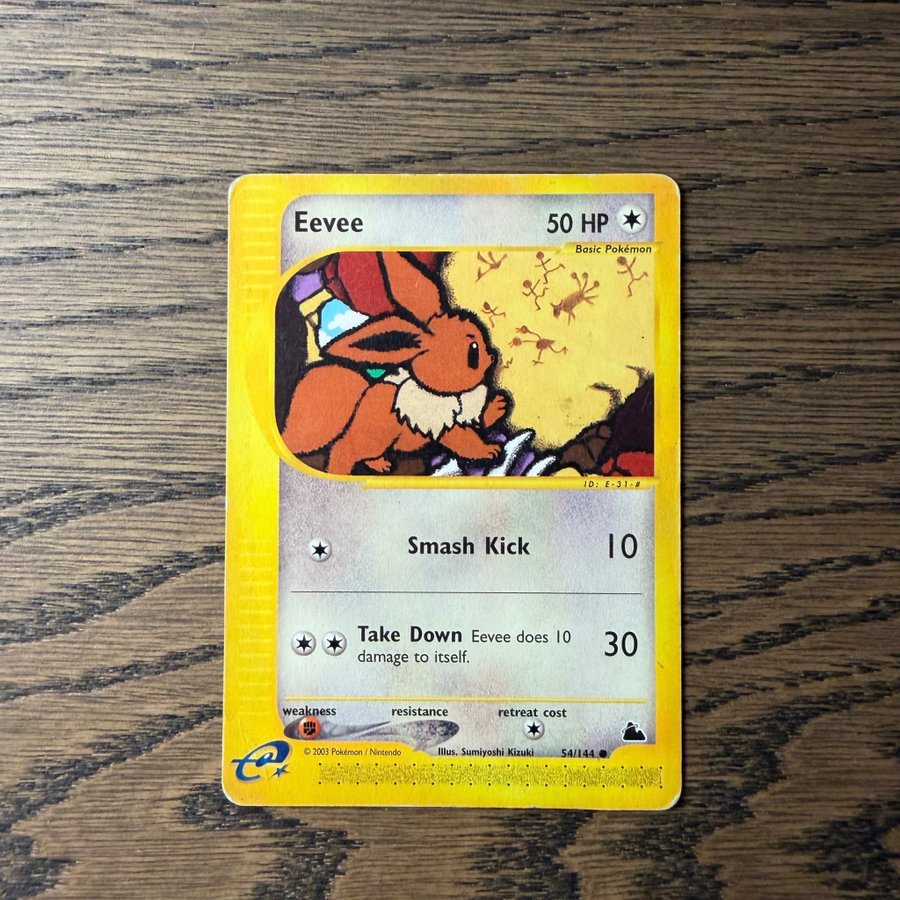 Eevee 50 HP
Basic Pokémon
ID: E-31-#
Smash Kick 10
Take Down Eevee does 10 30
damage to itself.
weakness resistance retreat cost
© 2003 Pokémon / Nintendo Illus. Sumiyoshi Kizuki 54/144
e